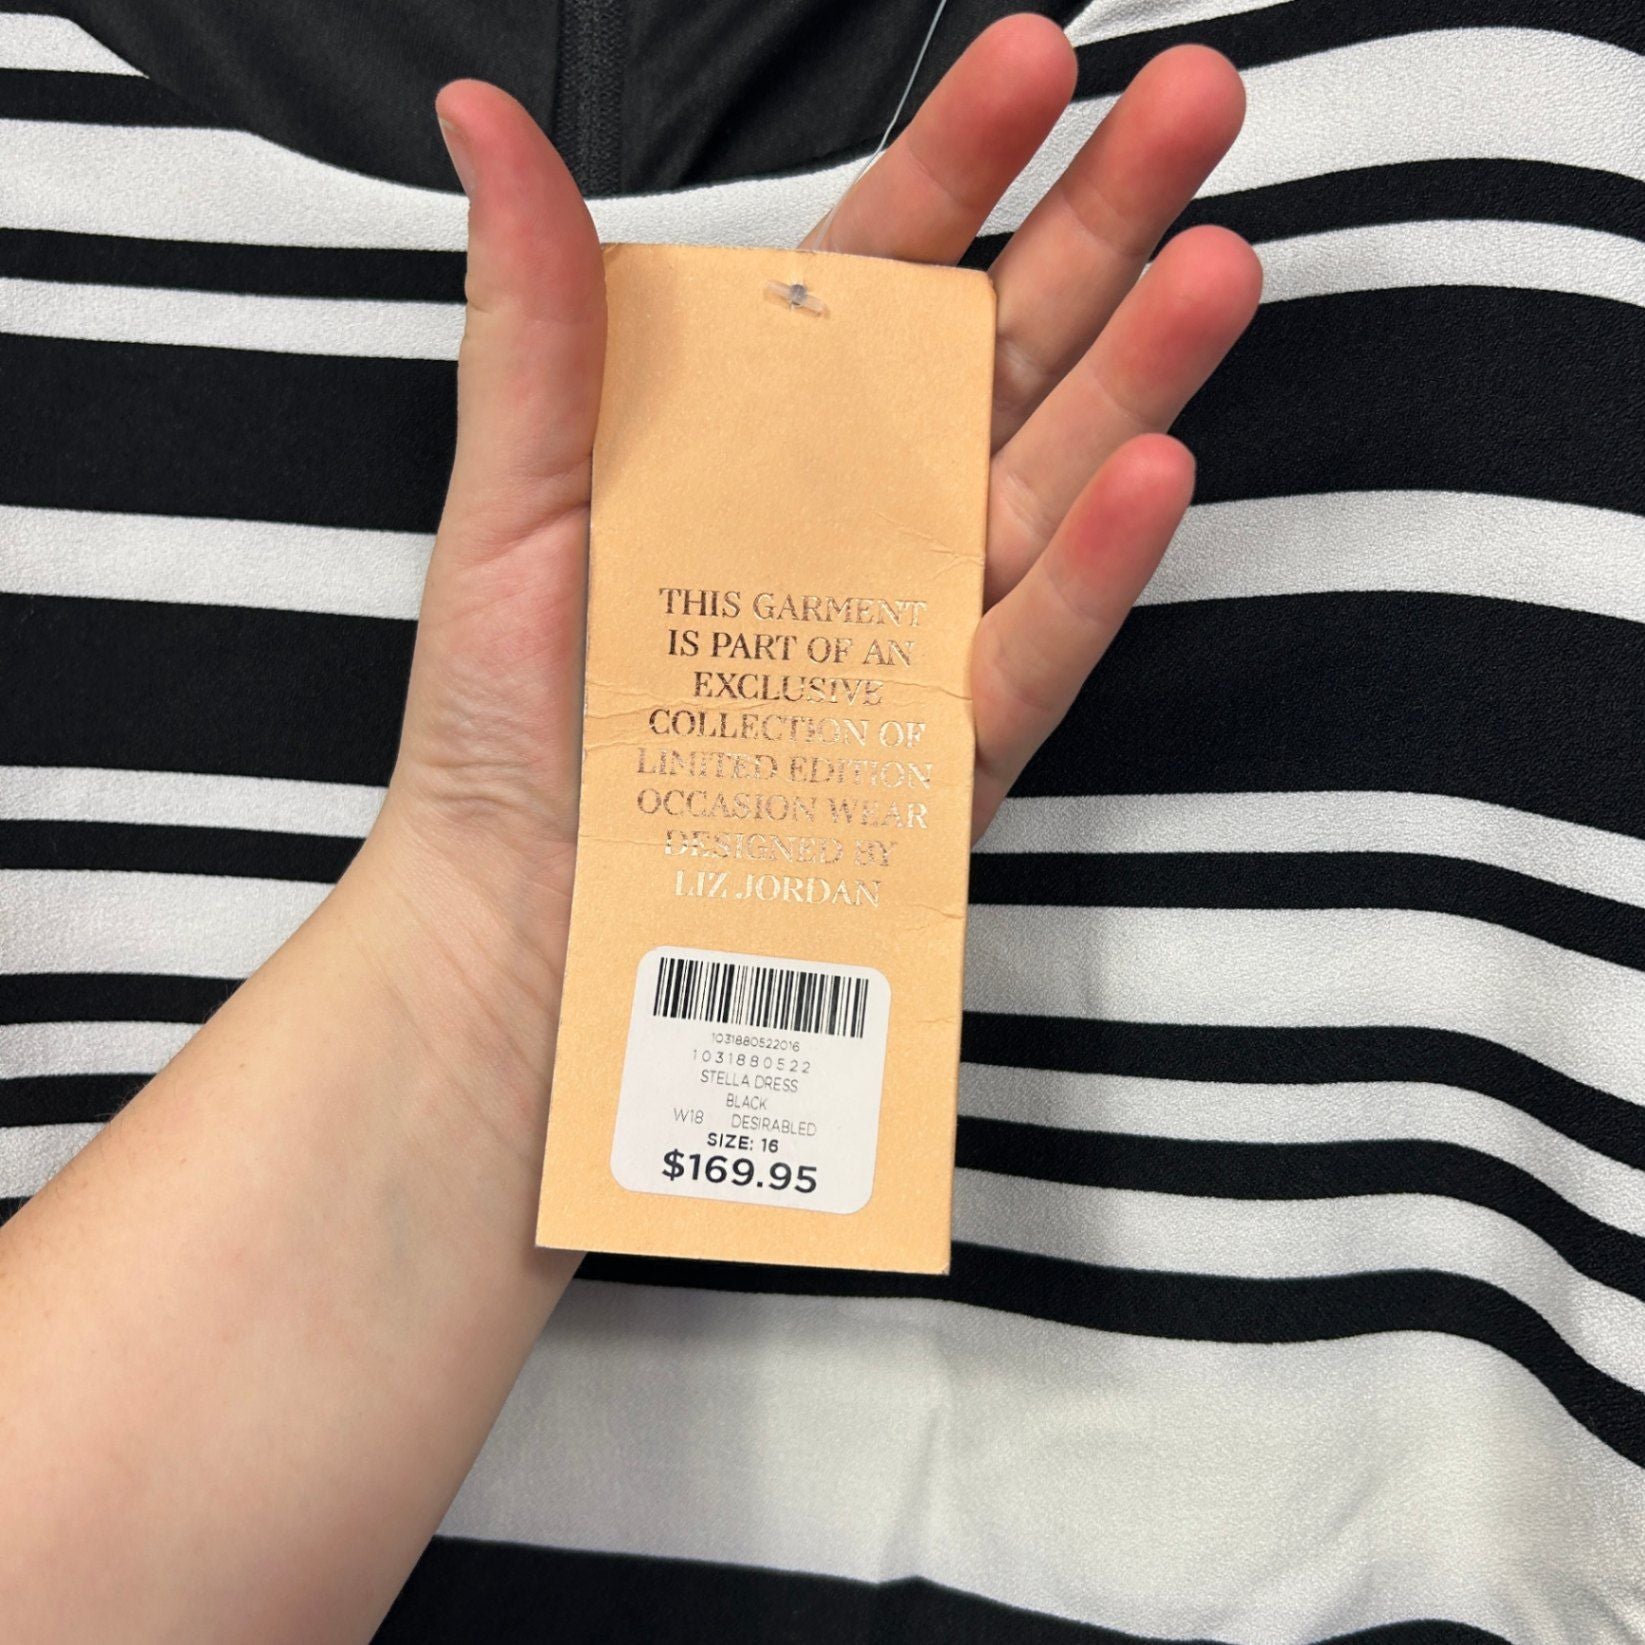 THIS GARMENT
IS PART OF AN
EXCLUSIVE
COLLECTION OF
LIMITED EDITION
OCCASION WEAR
DESIGNED BY
LIZ JORDAN
1031880522016
1031880522
STELLA DRESS
BLACK
W18 DESIRABLED
SIZE: 16
$169.95